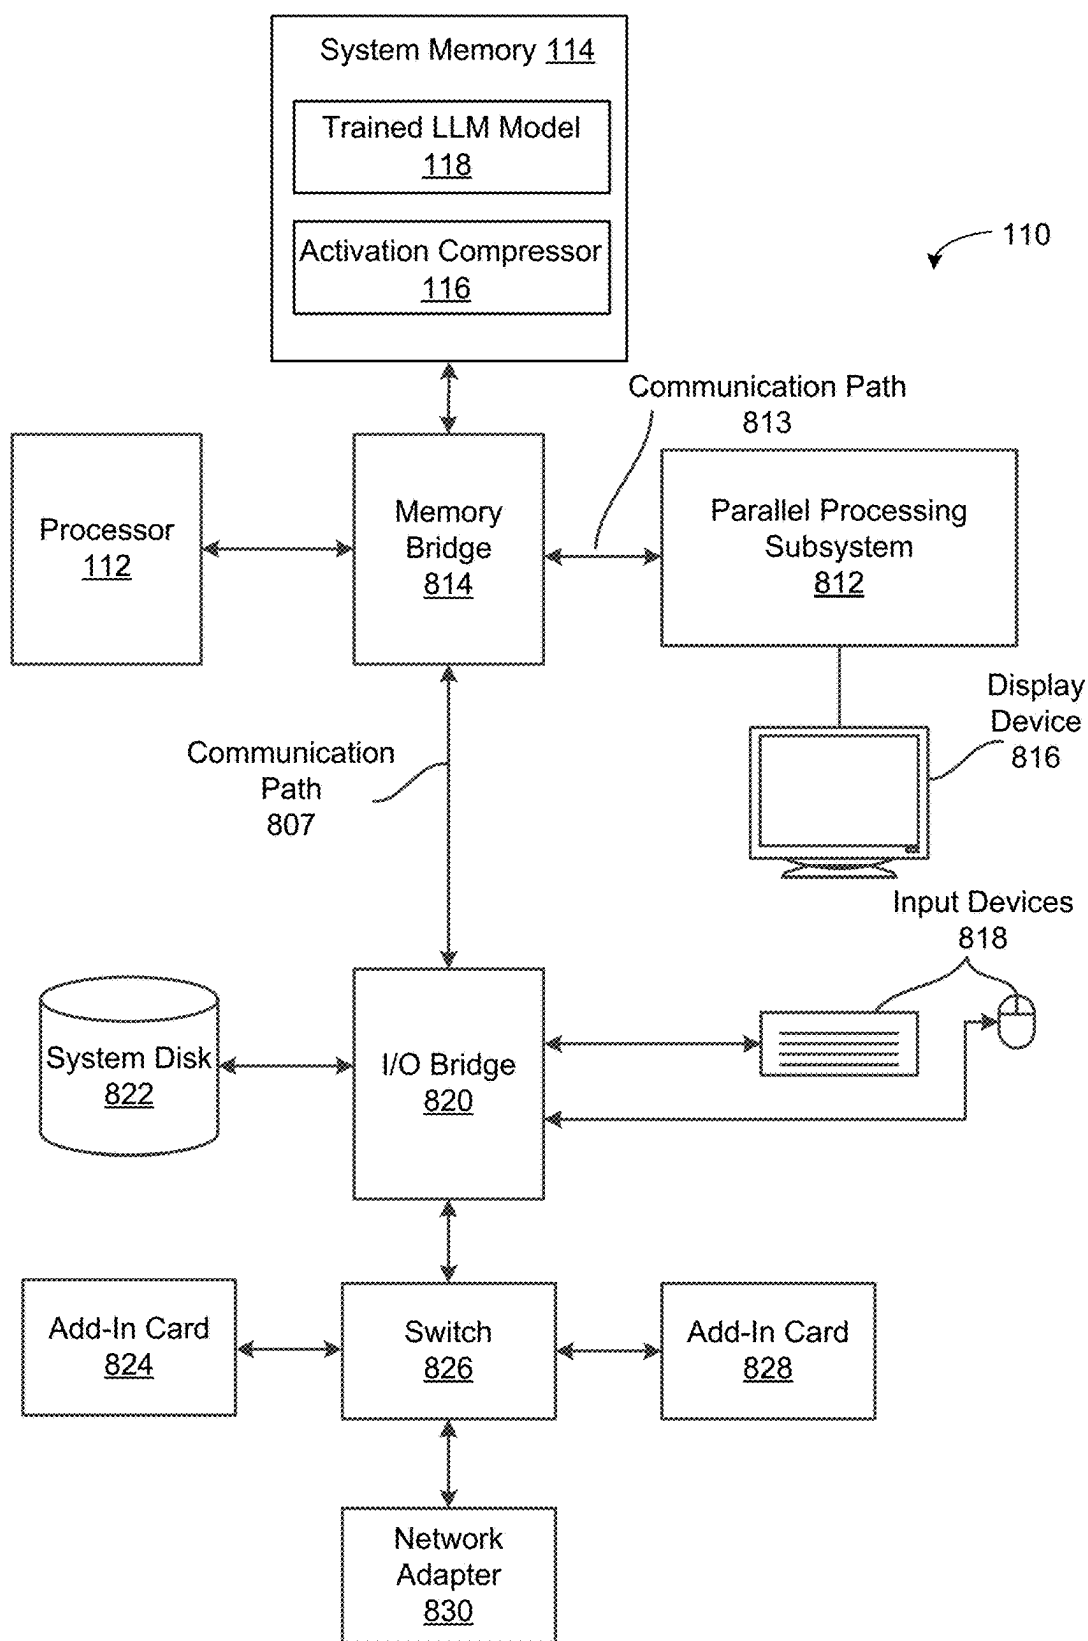 System Memory 114
Trained LLM Model
118
Activation Compressor
116
110
Communication Path
813
Processor
112
Memory
Bridge
814
Parallel Processing
Subsystem
812
Display
Device
816
Communication
Path
807
Input Devices
818
System Disk
822
I/O Bridge
820
Add-In Card
824
Switch
826
Add-In Card
828
Network
Adapter
830